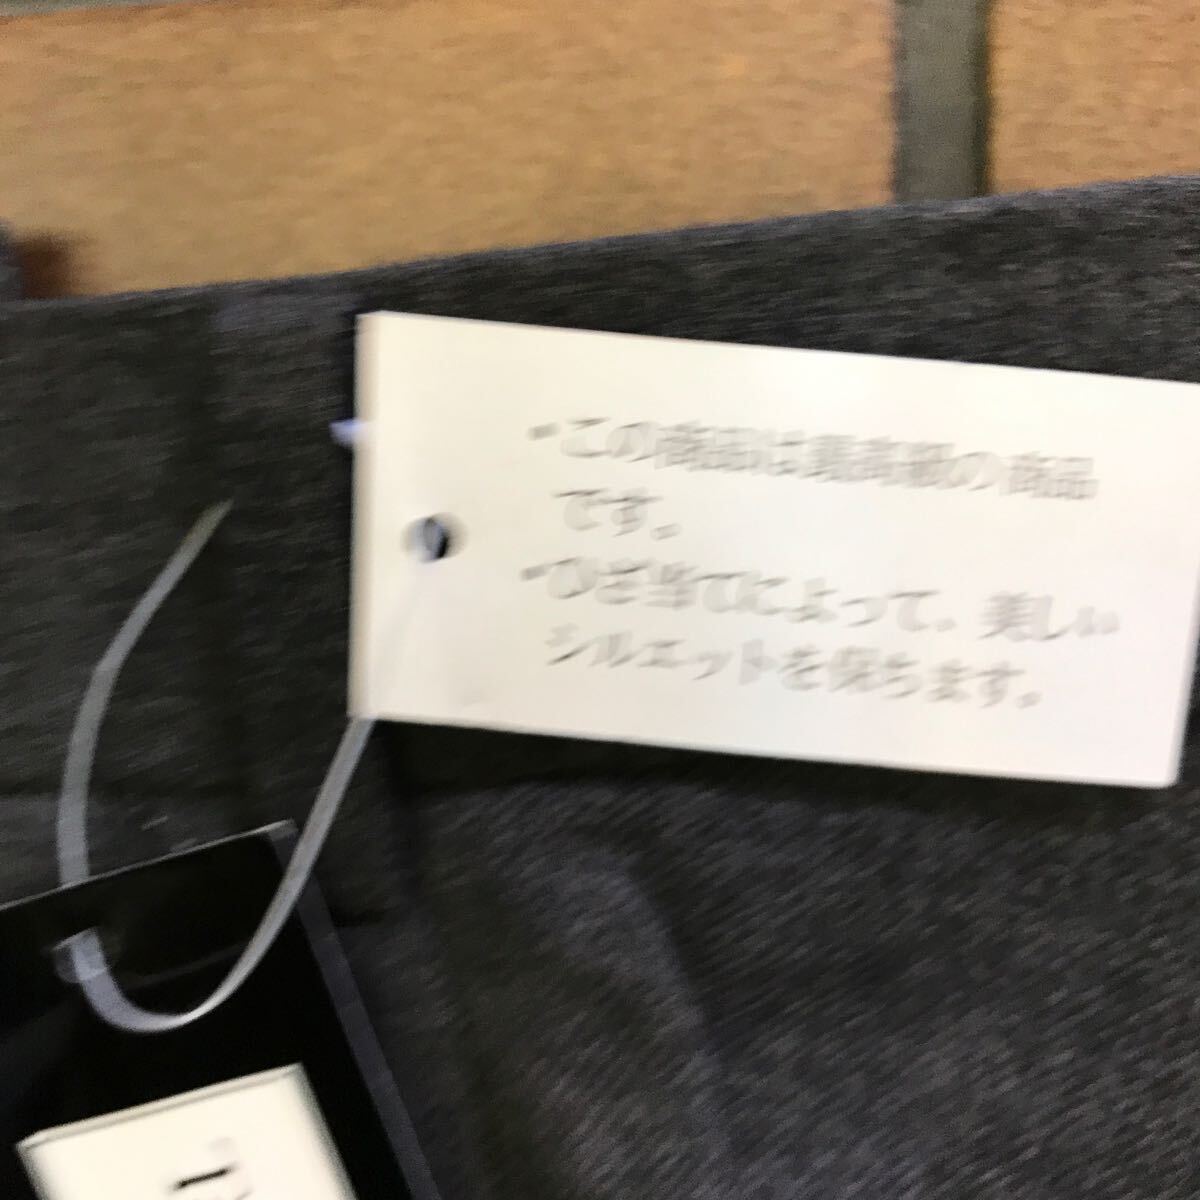 ・この商品は最高級の商品
です。
・ひざ当てによって、美しい
シルエットを保ちます。